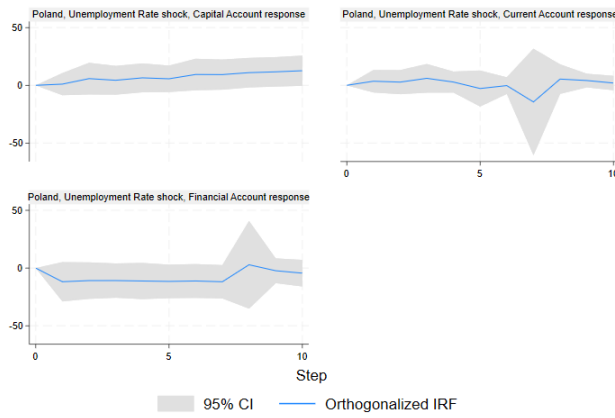 Poland, Unemployment Rate shock, Capital Account response
Poland, Unemployment Rate shock, Current Account response
50
0
-50
0
5
10
Poland, Unemployment Rate shock, Financial Account response
50
0
-50
0
5
10
Step
95% CI
Orthogonalized IRF